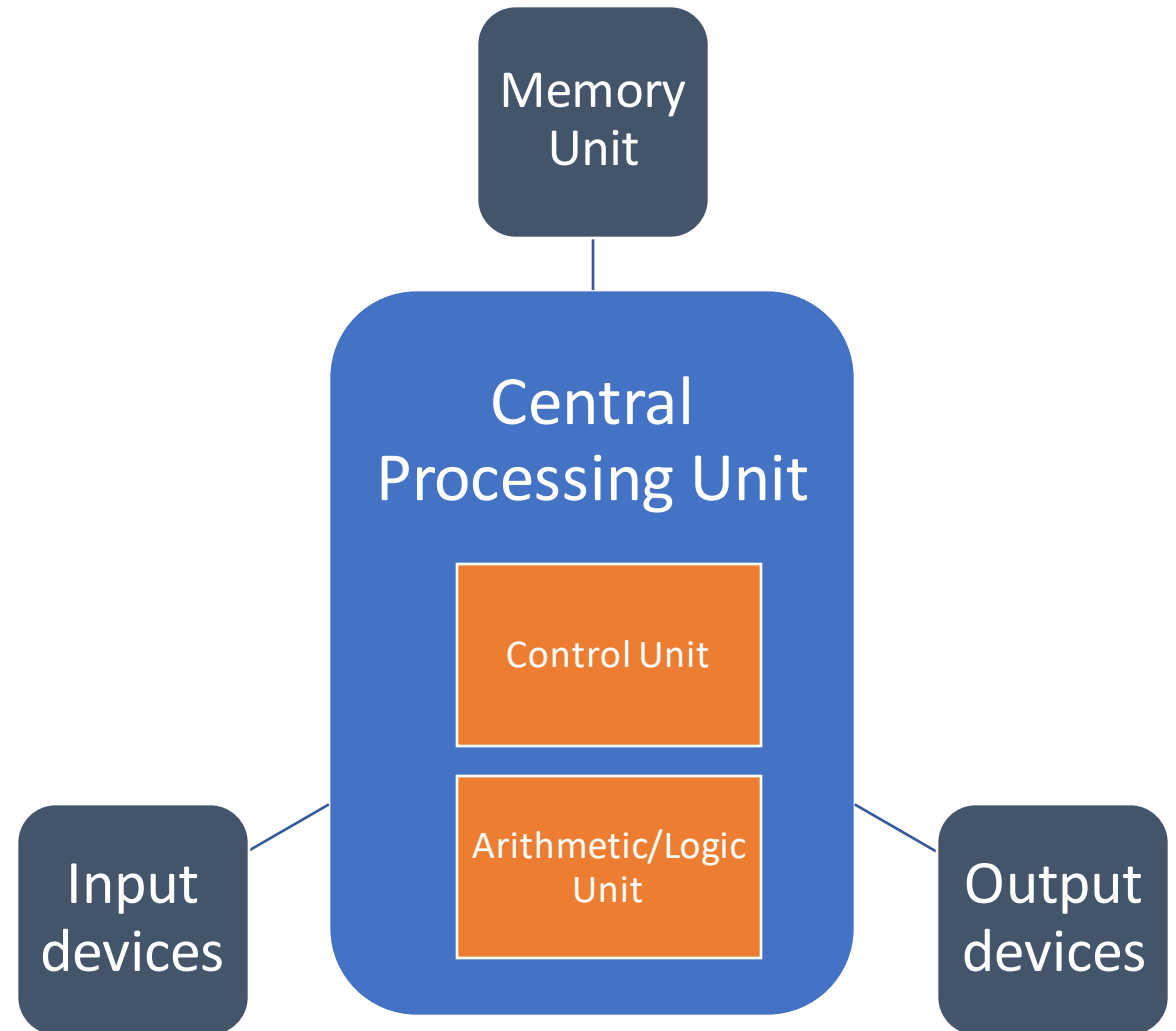 Memory
Unit
Central
Processing Unit
Control Unit
Arithmetic/Logic
Unit
Input
devices
Output
devices